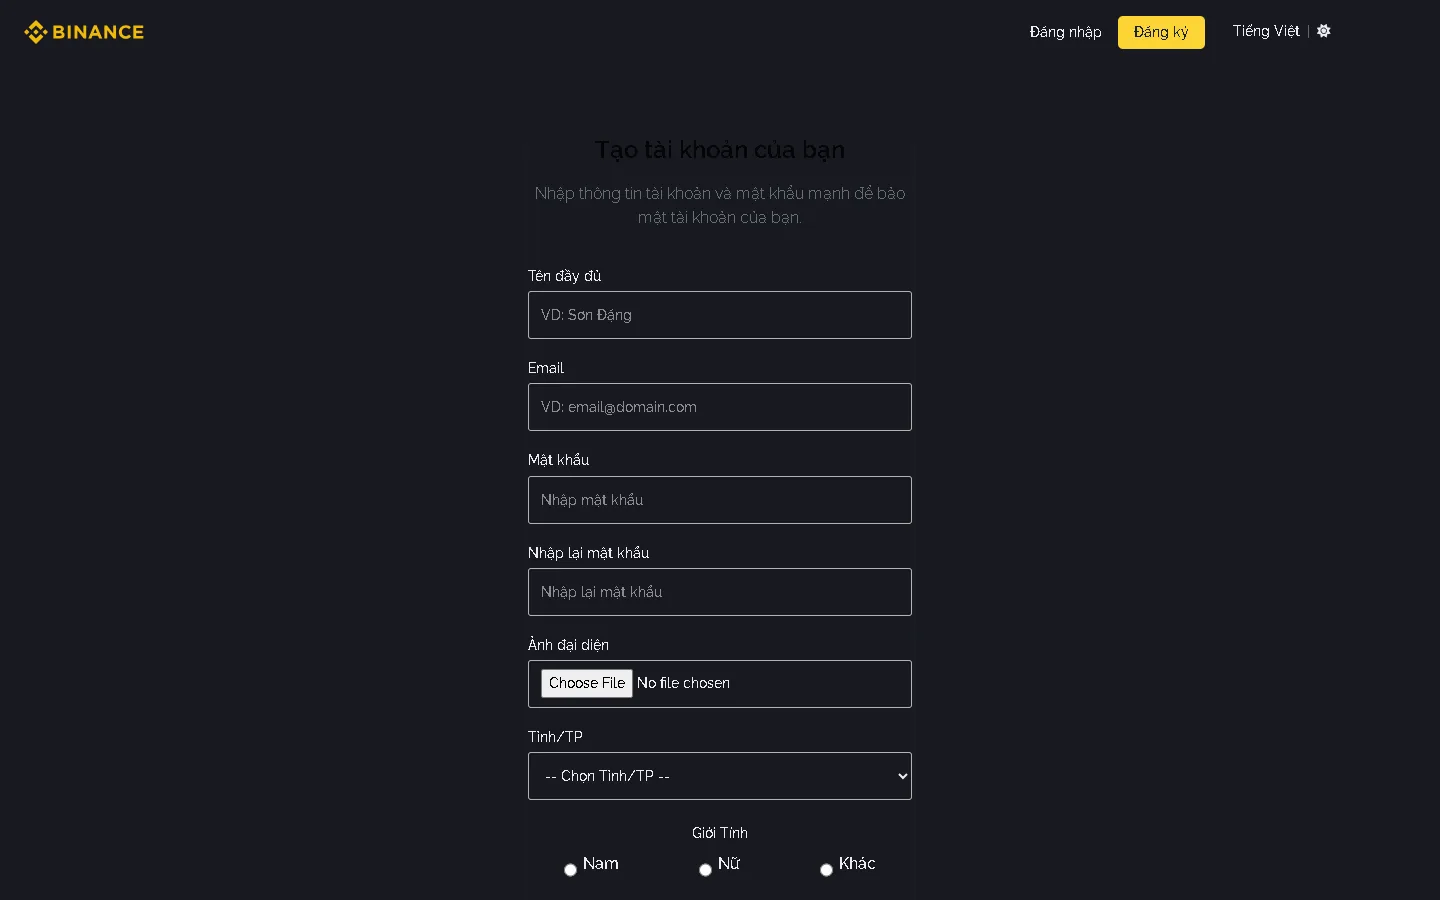 BINANCE
Đăng nhập
Đăng ký
Tiếng Việt |
Tạo tài khoản của bạn
Nhập thông tin tài khoản và mật khẩu mạnh để bảo
mật tài khoản của bạn.
Tên đầy đủ
VD: Sơn Đặng
Email
VD: email@domain.com
Mật khẩu
Nhập mật khẩu
Nhập lại mật khẩu
Nhập lại mật khẩu
Ảnh đại diện
Choose File No file chosen
Tỉnh/TP
-- Chọn Tỉnh/TP --
Giới Tính
Nam
Nữ
Khác